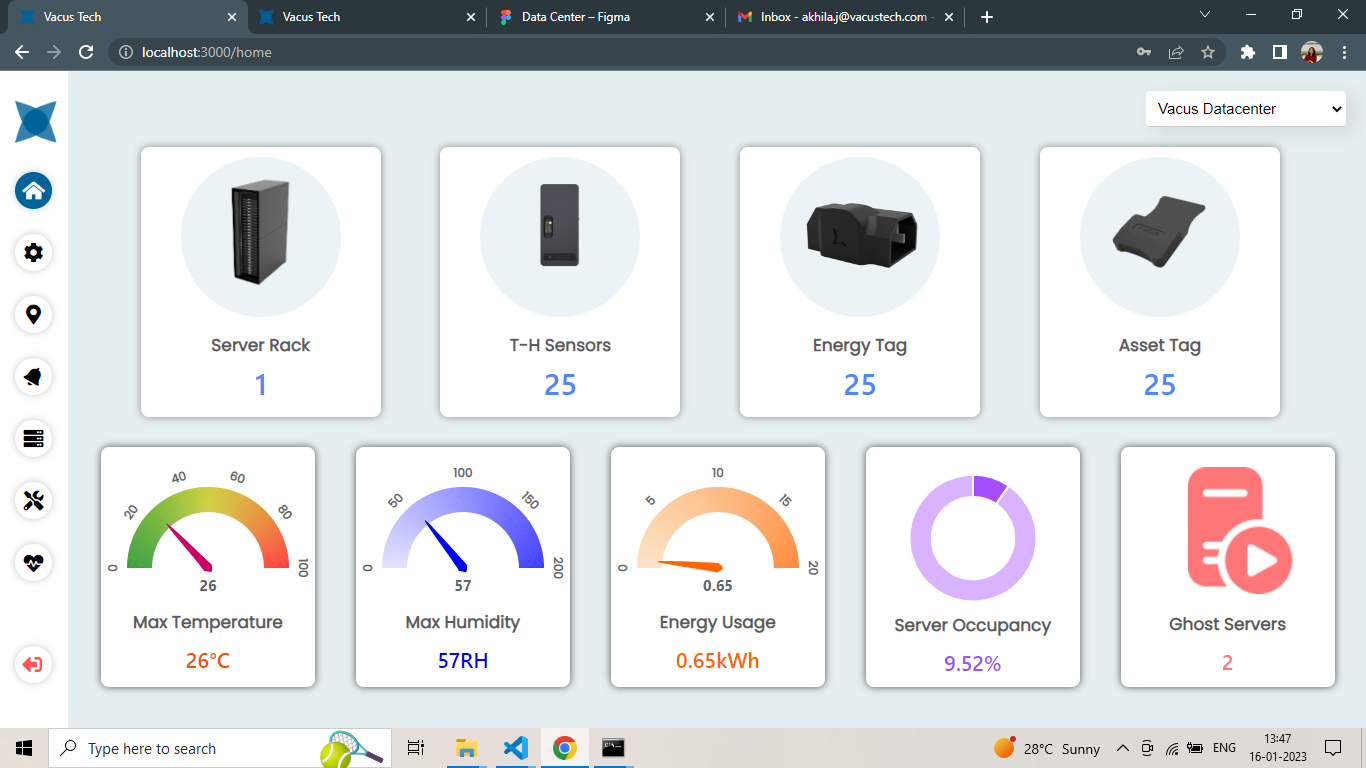 Vacus Tech
Vacus Tech
Data Center – Figma
Inbox - akhila.j@vacustech.com -
localhost:3000/home
Vacus Datacenter
Server Rack
1
T-H Sensors
25
Energy Tag
25
Asset Tag
25
0 20 40 60 80 100
26
Max Temperature
26°C
0 50 100 150 200
57
Max Humidity
57RH
0 5 10 15 20
0.65
Energy Usage
0.65kWh
Server Occupancy
9.52%
Ghost Servers
2
Type here to search
28°C Sunny
ENG
13:47
16-01-2023